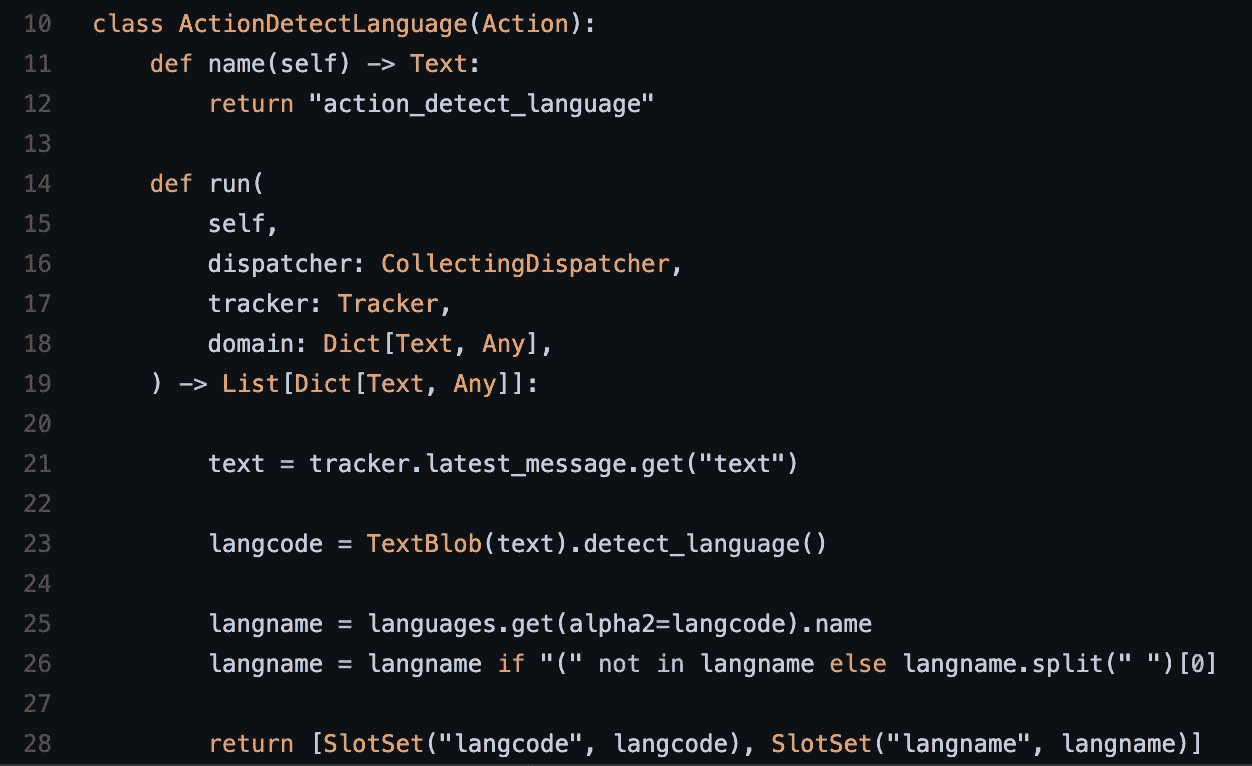 10 class ActionDetectLanguage(Action):
11     def name(self) -> Text:
12         return "action_detect_language"
13
14     def run(
15         self,
16         dispatcher: CollectingDispatcher,
17         tracker: Tracker,
18         domain: Dict[Text, Any],
19     ) -> List[Dict[Text, Any]]:
20
21         text = tracker.latest_message.get("text")
22
23         langcode = TextBlob(text).detect_language()
24
25         langname = languages.get(alpha2=langcode).name
26         langname = langname if "(" not in langname else langname.split(" ")[0]
27
28         return [SlotSet("langcode", langcode), SlotSet("langname", langname)]